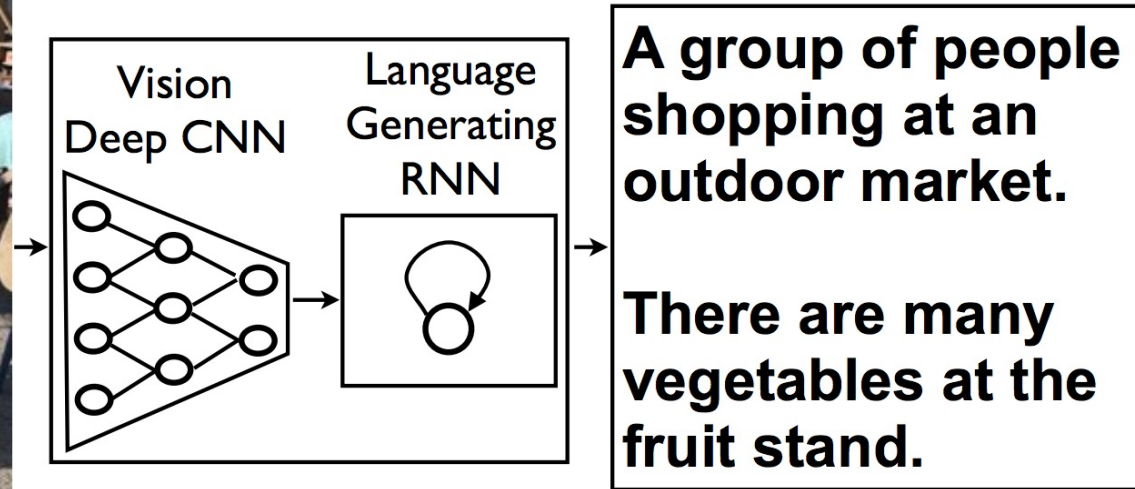 Vision
Deep CNN
Language
Generating
RNN
A group of people
shopping at an
outdoor market.
There are many
vegetables at the
fruit stand.